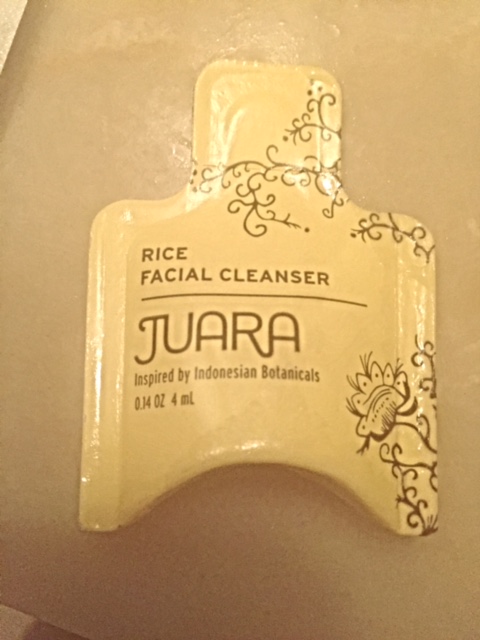 RICE
FACIAL CLEANSER
JUARA
Inspired by Indonesian Botanicals
0.14 OZ 4 mL